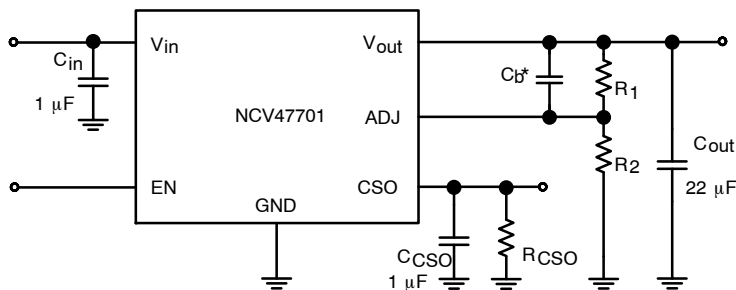 Vin
Vout
Cin
1 μF
Cb*
R1
NCV47701
ADJ
R2
Cout
22 μF
EN
CSO
GND
CCSO
1 μF
RCSO